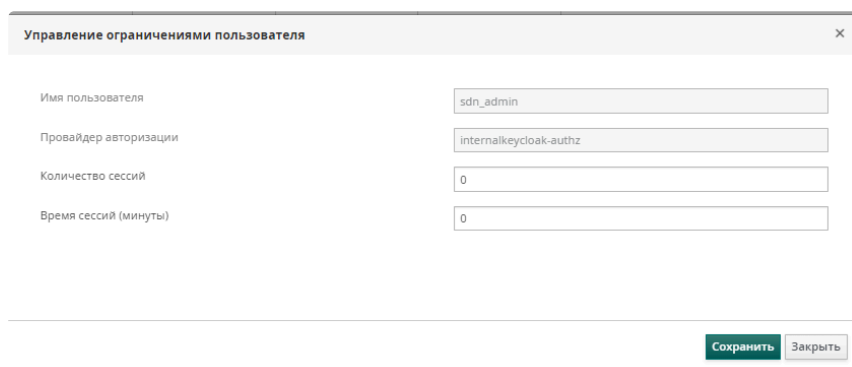 Управление ограничениями пользователя
Имя пользователя
sdn_admin
Провайдер авторизации
internalkeycloak-authz
Количество сессий
0
Время сессий (минуты)
0
Сохранить
Закрыть